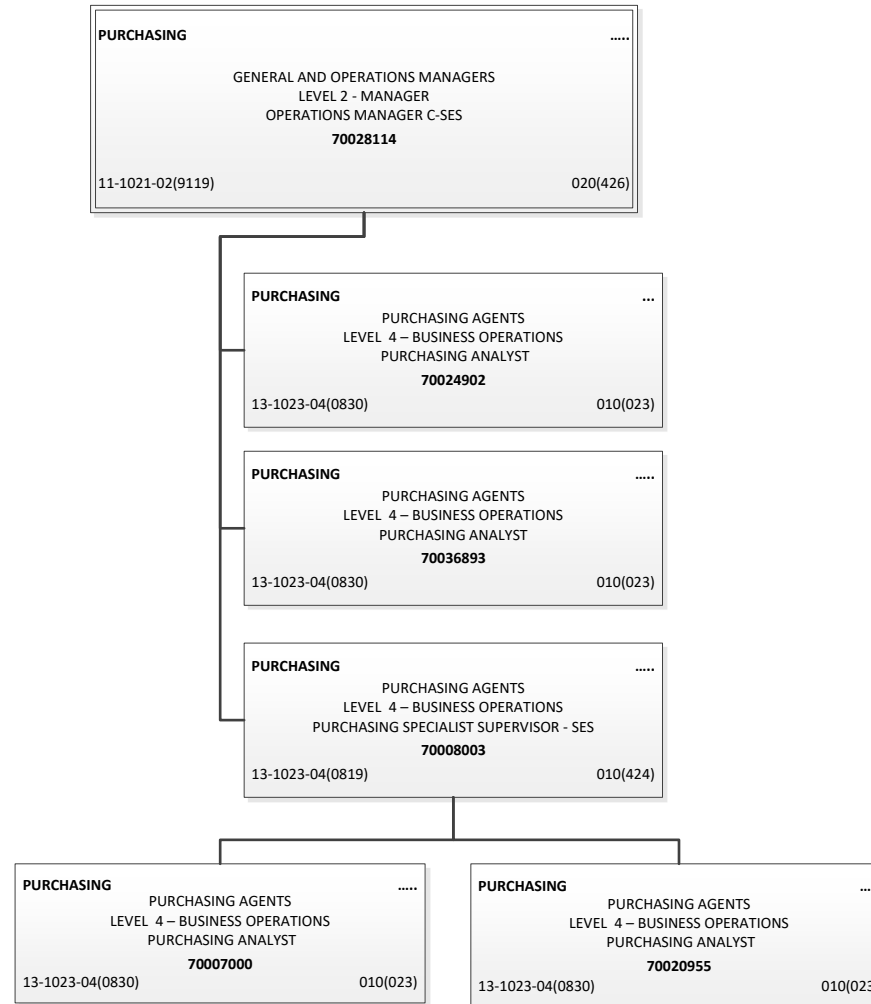 PURCHASING .....
GENERAL AND OPERATIONS MANAGERS
LEVEL 2 - MANAGER
OPERATIONS MANAGER C-SES
70028114
11-1021-02(9119) 020(426)
PURCHASING ...
PURCHASING AGENTS
LEVEL 4 – BUSINESS OPERATIONS
PURCHASING ANALYST
70024902
13-1023-04(0830) 010(023)
PURCHASING .....
PURCHASING AGENTS
LEVEL 4 – BUSINESS OPERATIONS
PURCHASING ANALYST
70036893
13-1023-04(0830) 010(023)
PURCHASING .....
PURCHASING AGENTS
LEVEL 4 – BUSINESS OPERATIONS
PURCHASING SPECIALIST SUPERVISOR - SES
70008003
13-1023-04(0819) 010(424)
PURCHASING .....
PURCHASING AGENTS
LEVEL 4 – BUSINESS OPERATIONS
PURCHASING ANALYST
70007000
13-1023-04(0830) 010(023)
PURCHASING ...
PURCHASING AGENTS
LEVEL 4 – BUSINESS OPERATIONS
PURCHASING ANALYST
70020955
13-1023-04(0830) 010(023